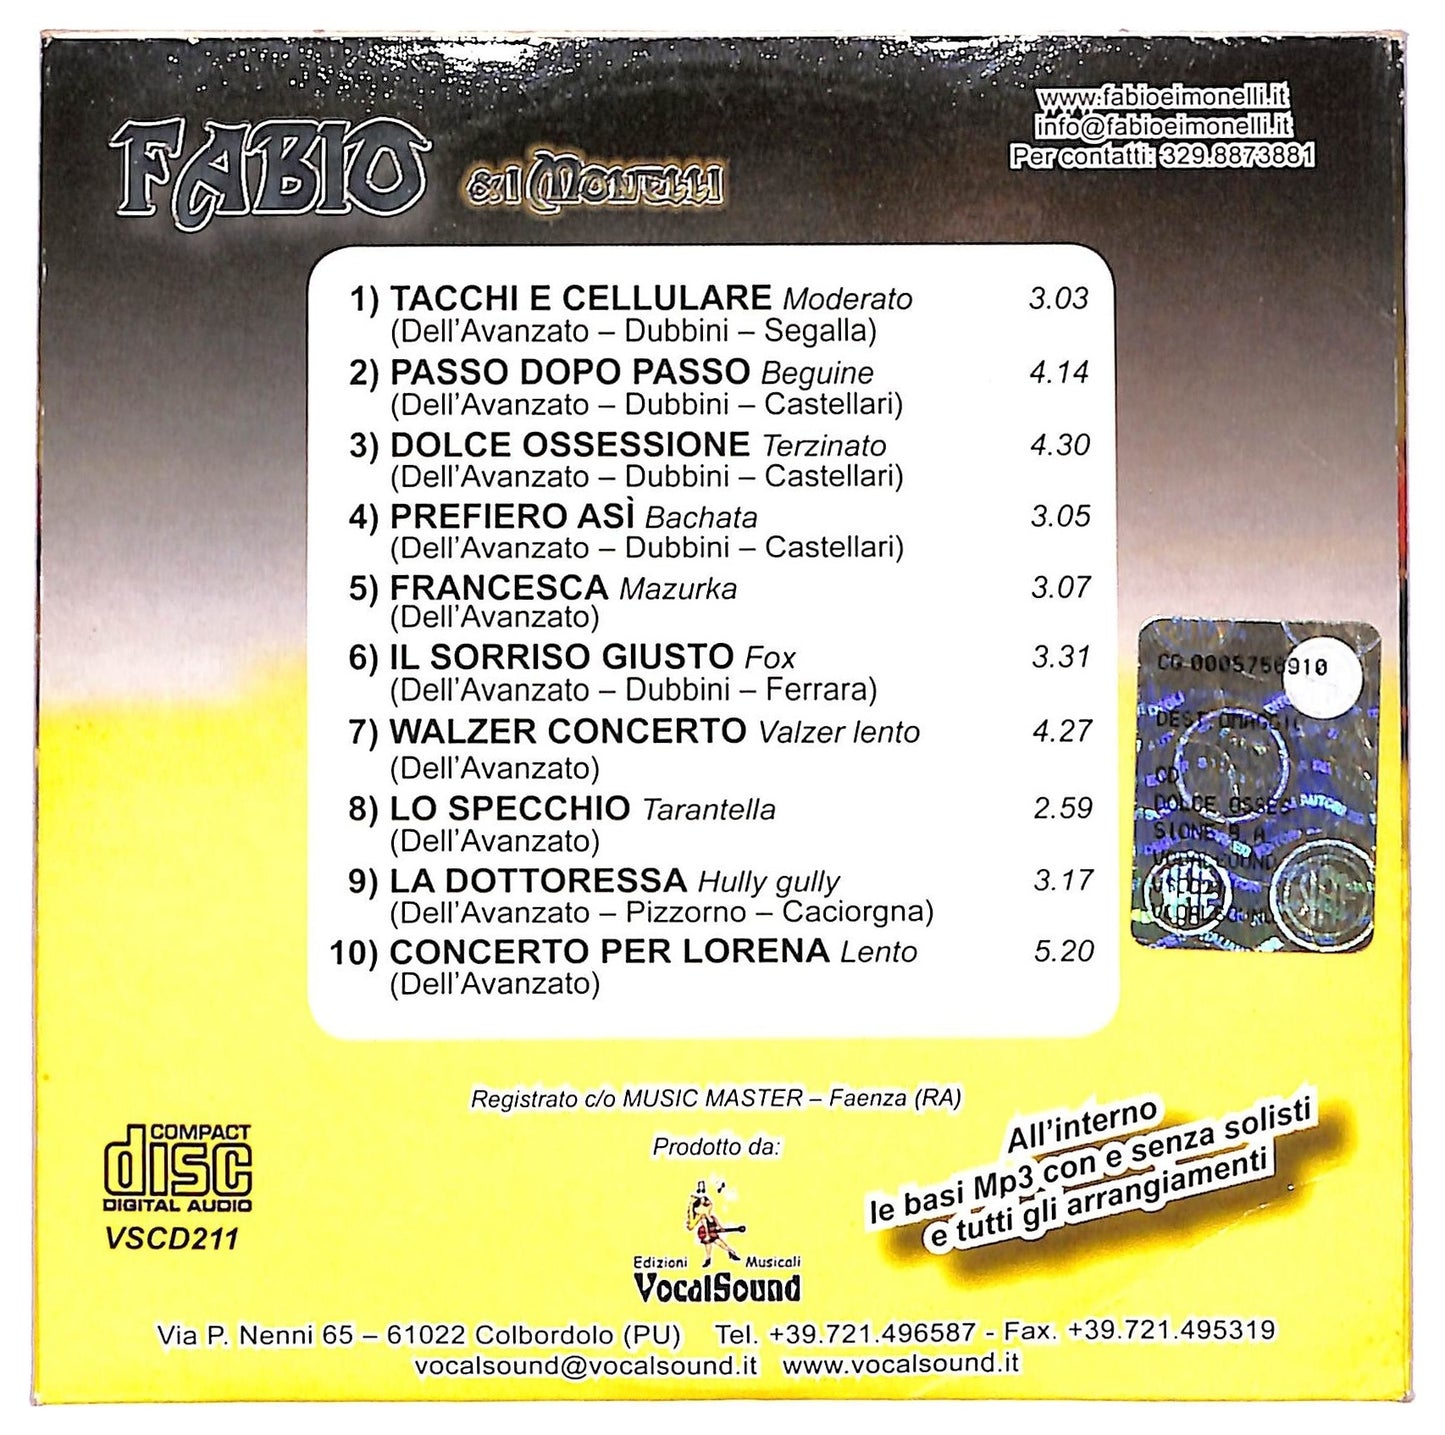 FABIO & I MONELLI
www.fabioeimonelli.it
info@fabioeimonelli.it
Per contatti: 329.8873881
1) TACCHI E CELLULARE Moderato 3.03
(Dell'Avanzato – Dubbini – Segalla)
2) PASSO DOPO PASSO Beguine 4.14
(Dell'Avanzato – Dubbini – Castellari)
3) DOLCE OSSESSIONE Terzinato 4.30
(Dell'Avanzato – Dubbini – Castellari)
4) PREFIERO ASÌ Bachata 3.05
(Dell'Avanzato – Dubbini – Castellari)
5) FRANCESCA Mazurka 3.07
(Dell'Avanzato)
6) IL SORRISO GIUSTO Fox 3.31
(Dell'Avanzato – Dubbini – Ferrara)
7) WALZER CONCERTO Valzer lento 4.27
(Dell'Avanzato)
8) LO SPECCHIO Tarantella 2.59
(Dell'Avanzato)
9) LA DOTTORESSA Hully gully 3.17
(Dell'Avanzato – Pizzorno – Caciorgna)
10) CONCERTO PER LORENA Lento 5.20
(Dell'Avanzato)
CD
DOLCE OSSES
SIONE B.A.
VOCALSOUND
Registrato c/o MUSIC MASTER – Faenza (RA)
Prodotto da:
Edizioni Musicali
VocalSound
COMPACT
disc
DIGITAL AUDIO
VSCD211
All'interno
le basi Mp3 con e senza solisti
e tutti gli arrangiamenti
Via P. Nenni 65 – 61022 Colbordolo (PU) Tel. +39.721.496587 - Fax. +39.721.495319
vocalsound@vocalsound.it www.vocalsound.it